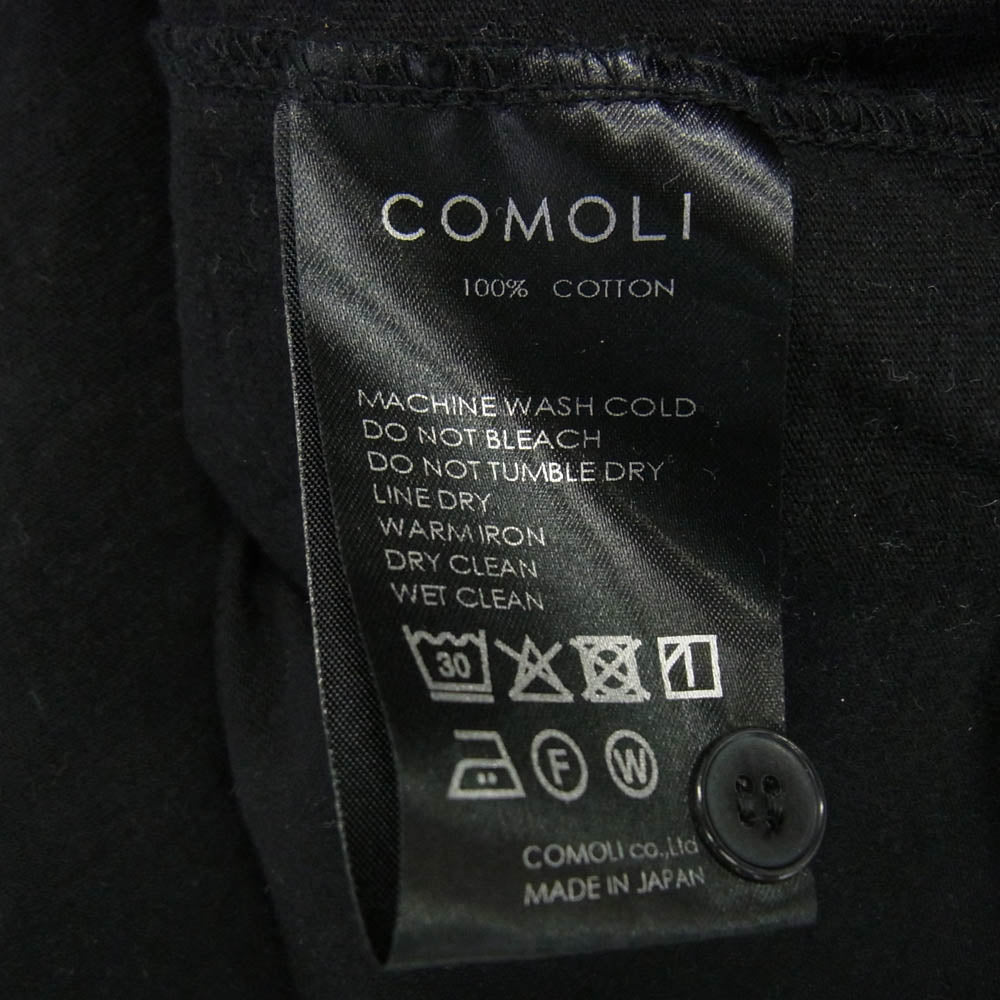 COMOLI
100% COTTON
MACHINE WASH COLD
DO NOT BLEACH
DO NOT TUMBLE DRY
LINE DRY
WARM IRON
DRY CLEAN
WET CLEAN
30
F W
COMOLI co.,Ltd
MADE IN JAPAN